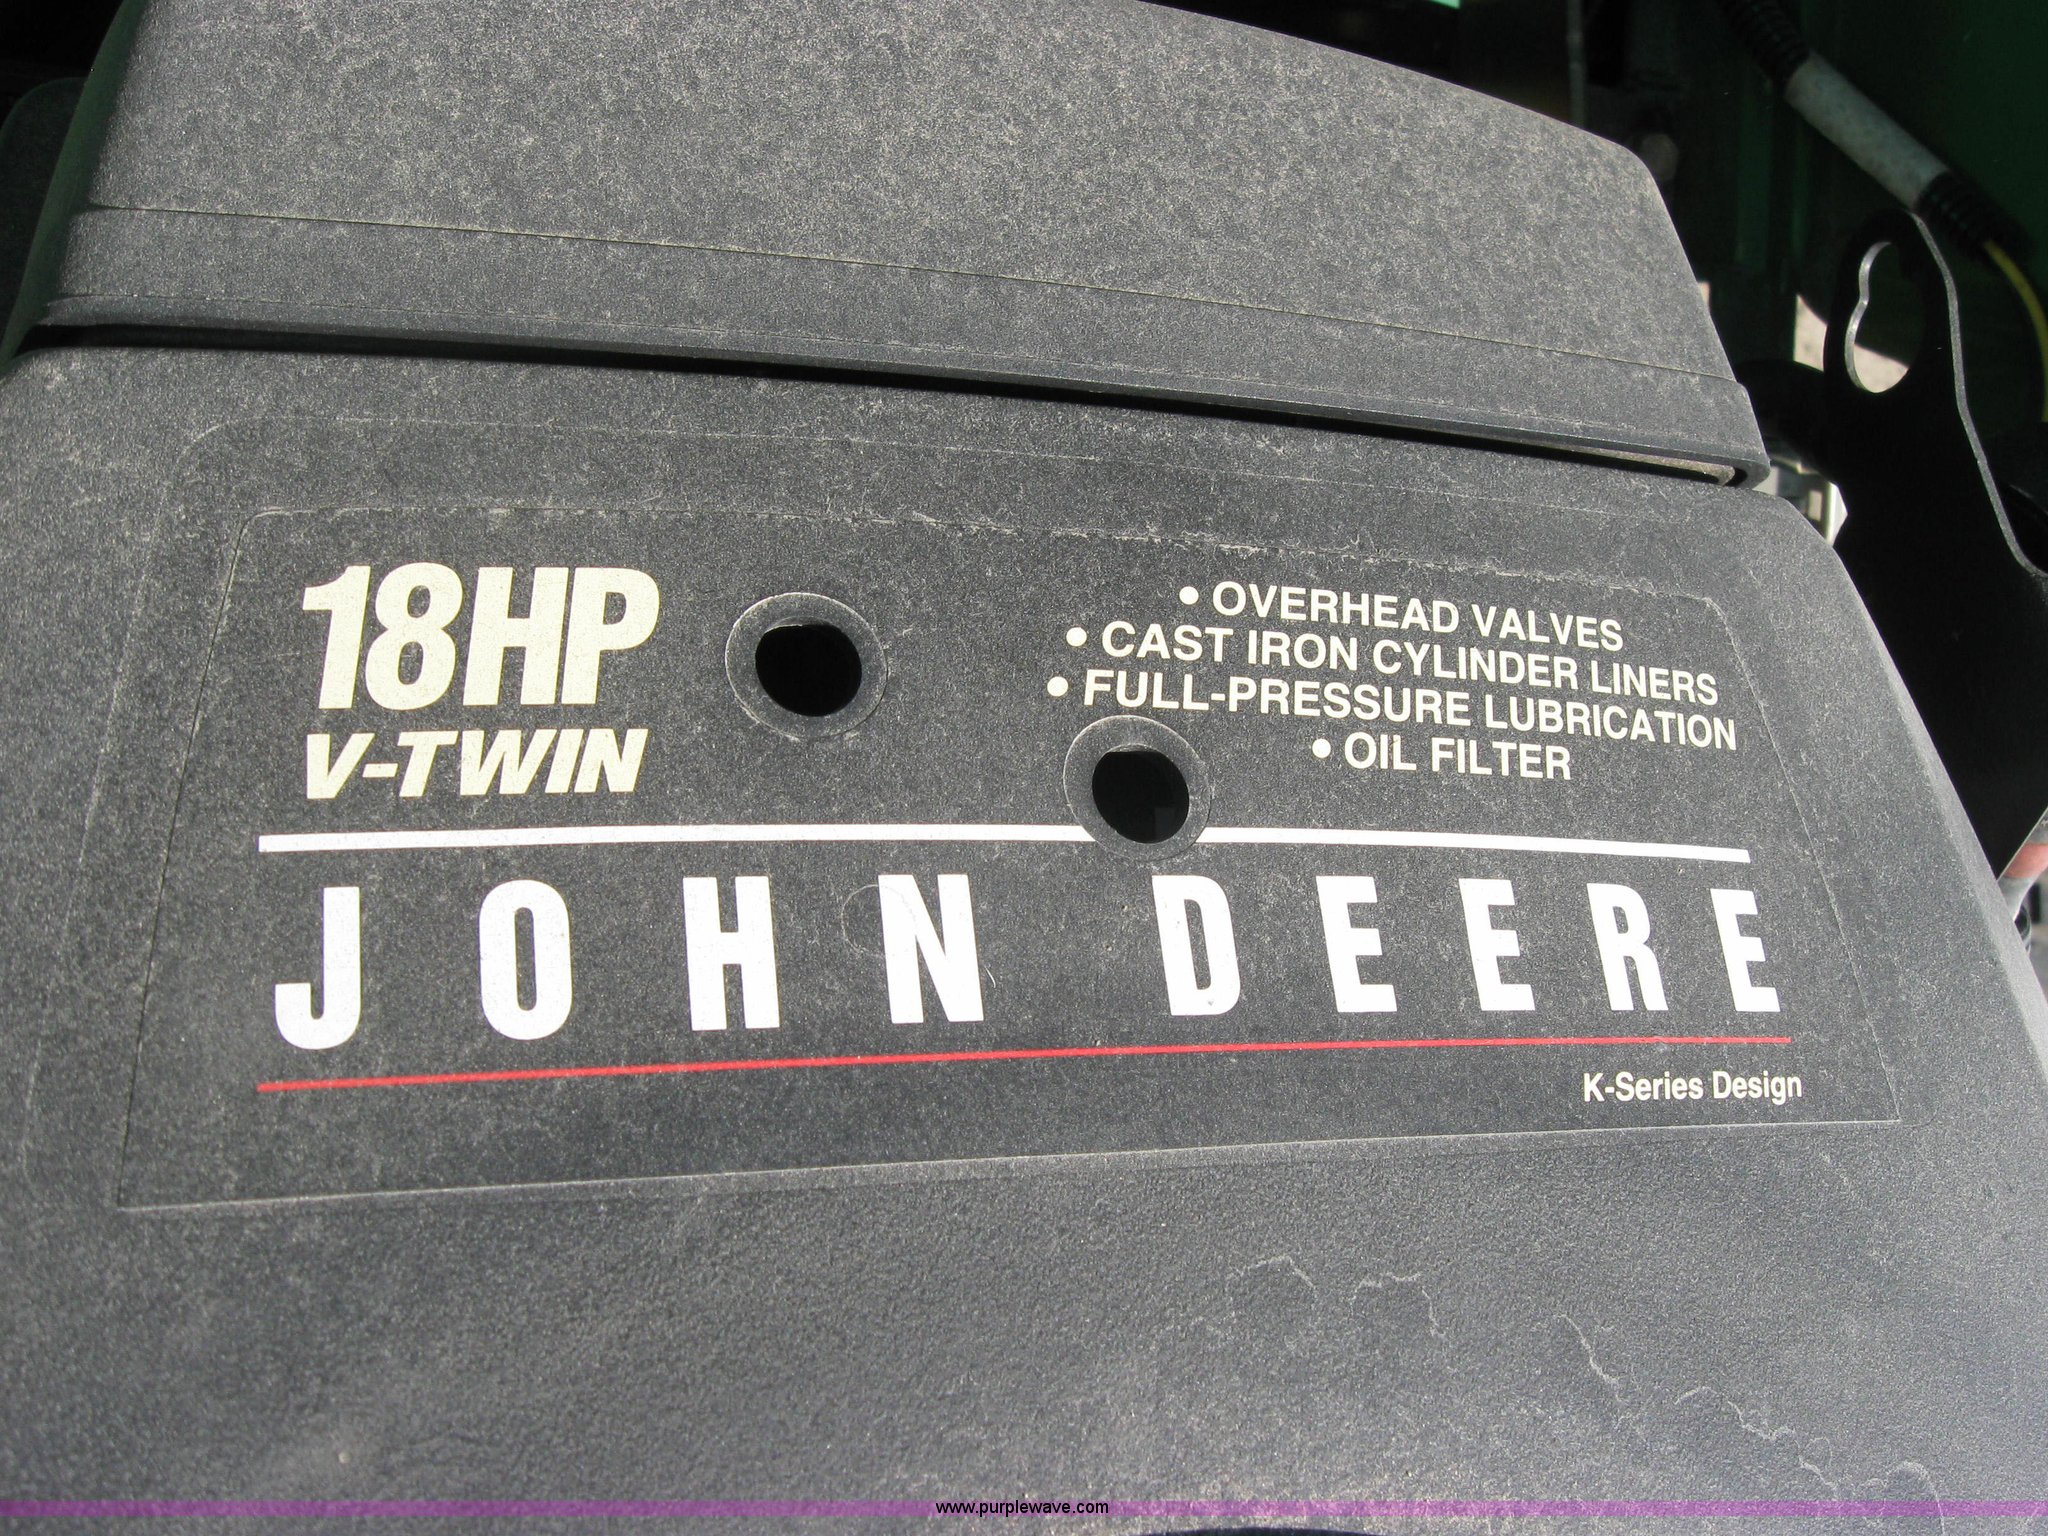 18HP
V-TWIN
• OVERHEAD VALVES
• CAST IRON CYLINDER LINERS
• FULL-PRESSURE LUBRICATION
• OIL FILTER
JOHN DEERE
K-Series Design
www.purplewave.com